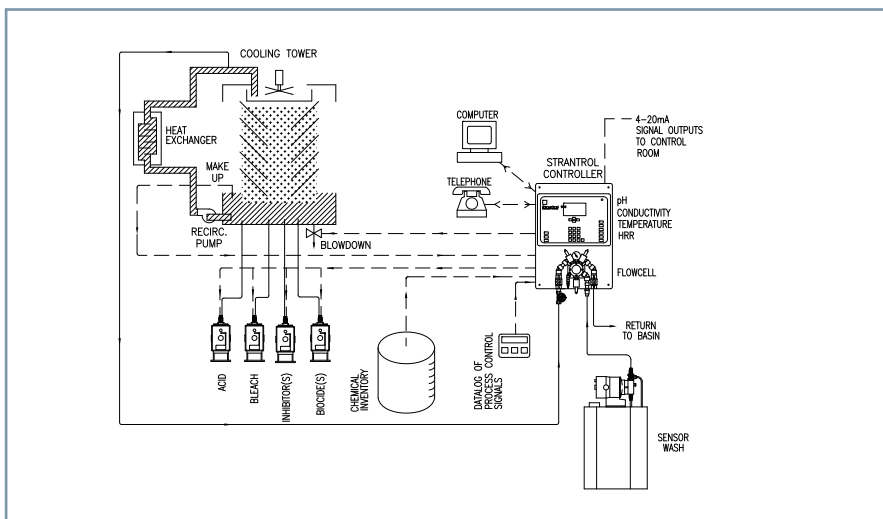 COOLING TOWER
HEAT
EXCHANGER
MAKE
UP
RECIRC.
PUMP
BLOWDOWN
COMPUTER
TELEPHONE
4-20mA
SIGNAL OUTPUTS
TO CONTROL
ROOM
STRANTROL
CONTROLLER
pH
CONDUCTIVITY
TEMPERATURE
HRR
FLOWCELL
RETURN
TO BASIN
ACID
BLEACH
INHIBITOR(S)
BIOCIDE(S)
CHEMICAL
INVENTORY
DATALOG OF
PROCESS CONTROL
SIGNALS
SENSOR
WASH